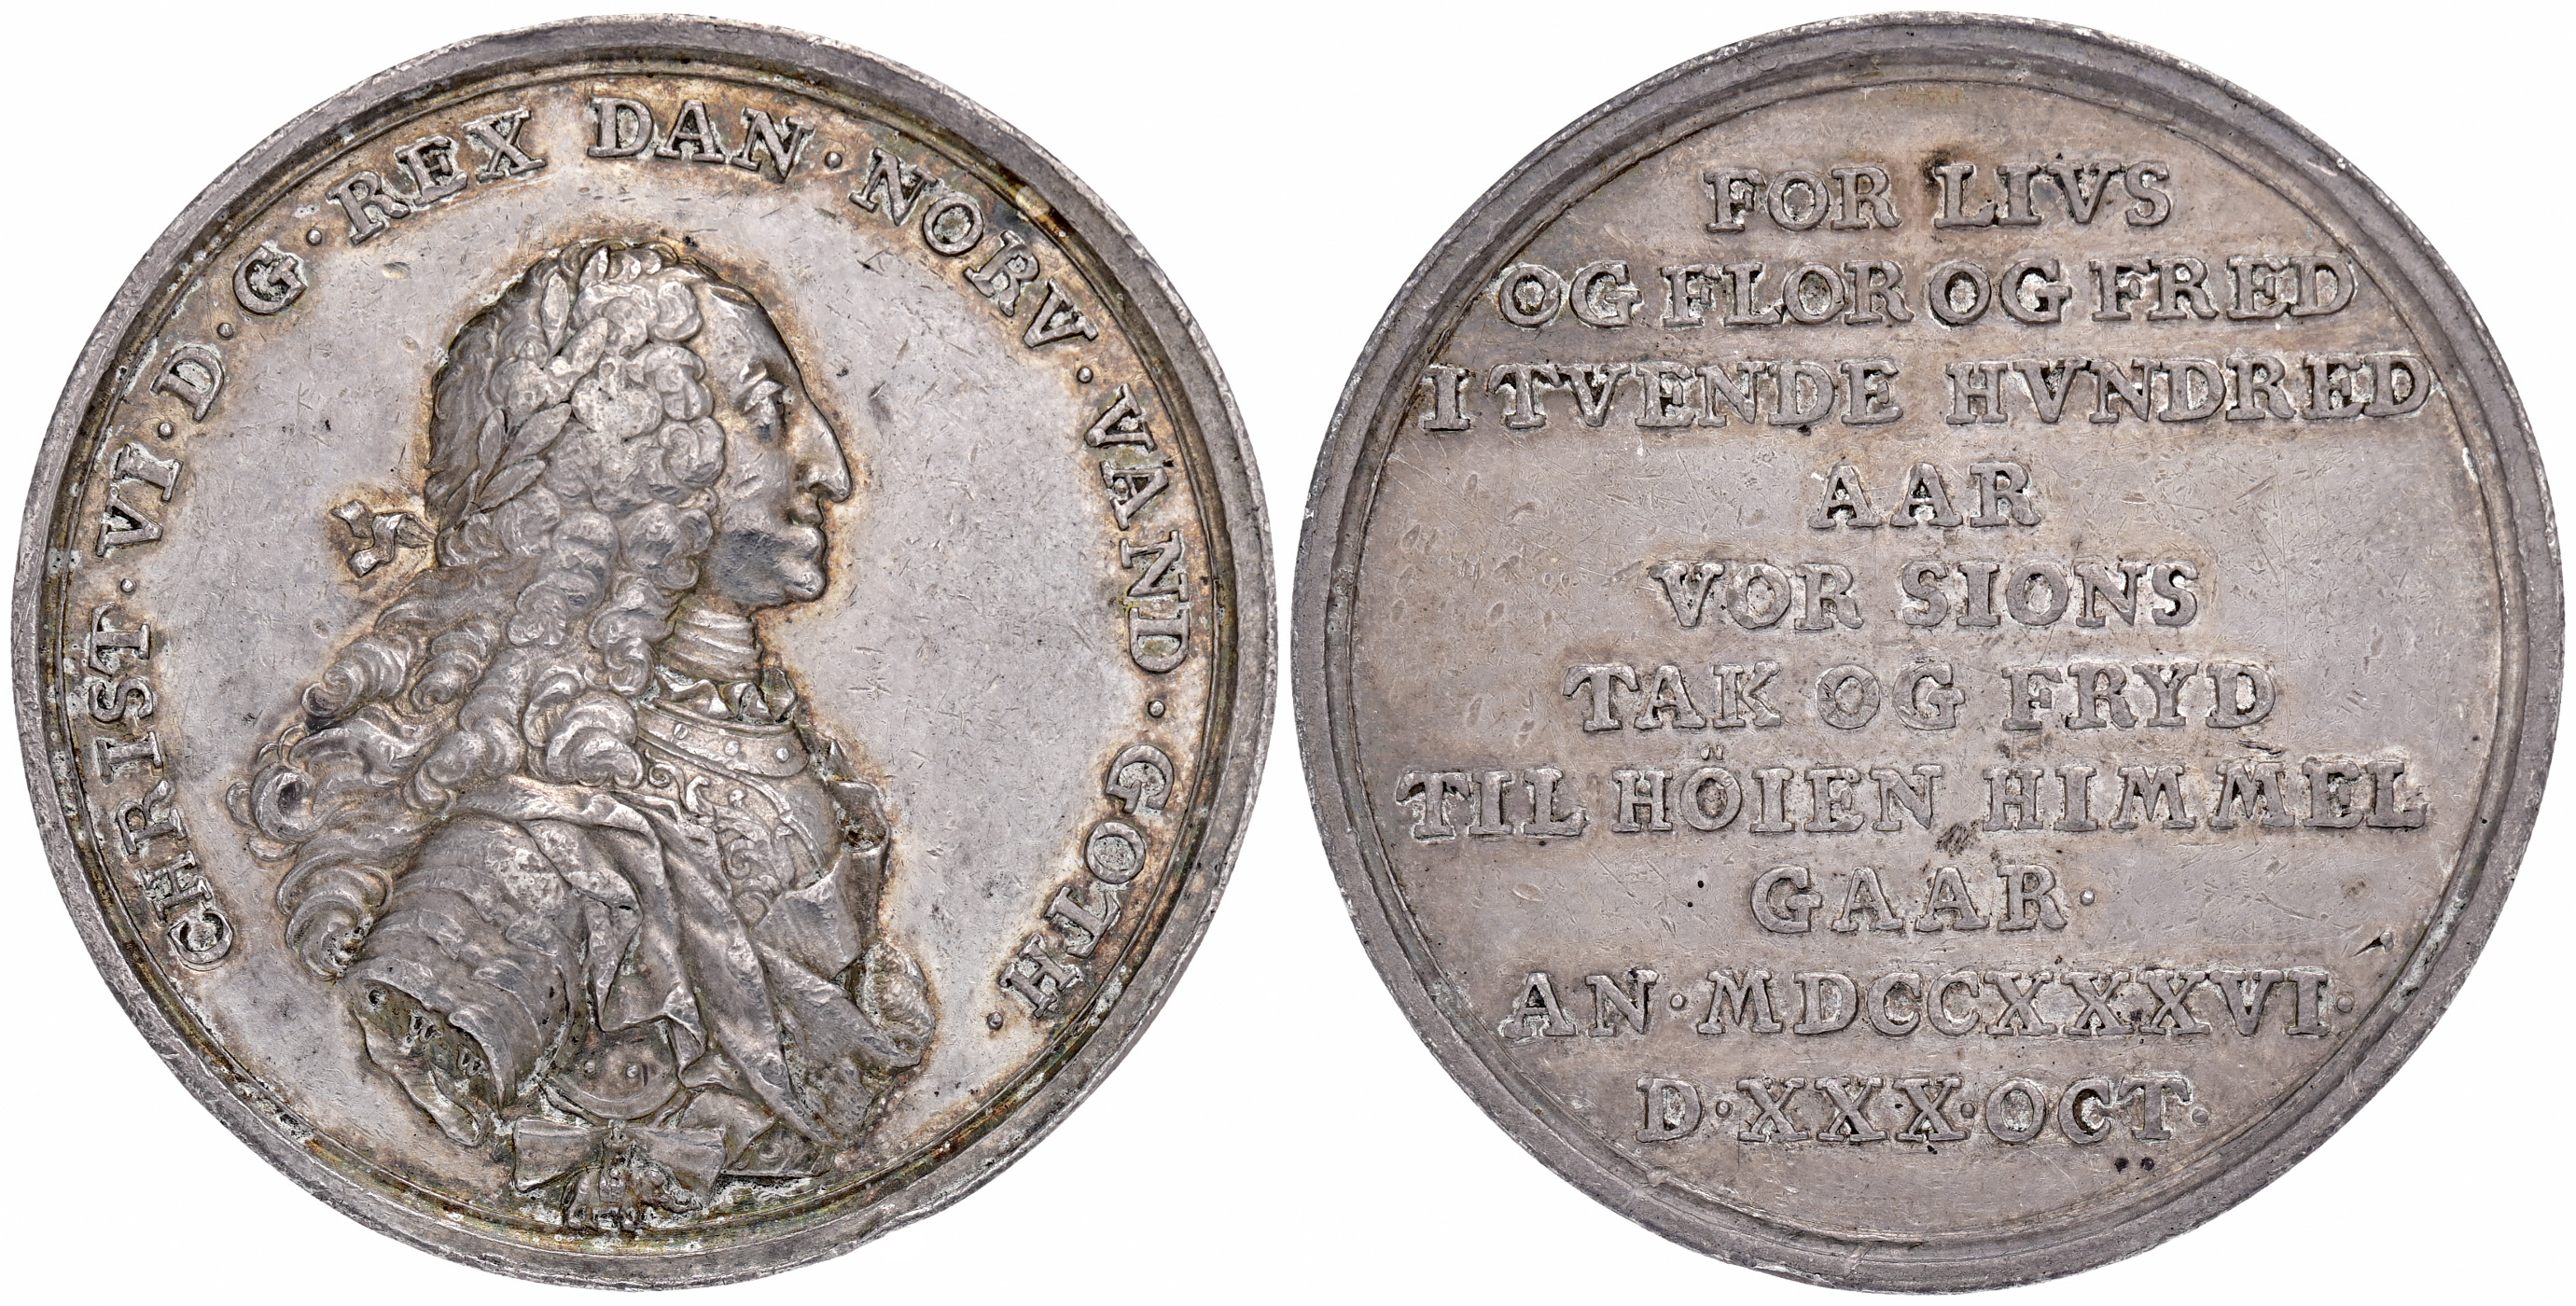 CHRIST · VI · D · G · REX DAN · NORV · VAND · GOTH ·
W W
FOR LIVS
OG FLOR OG FRED
I TVENDE HVNDRED
AAR
VOR SIONS
TAK OG FRYD
TIL HÖIEN HIMMEL
GAAR ·
AN · MDCCXXXVI ·
D · XXX · OCT ·